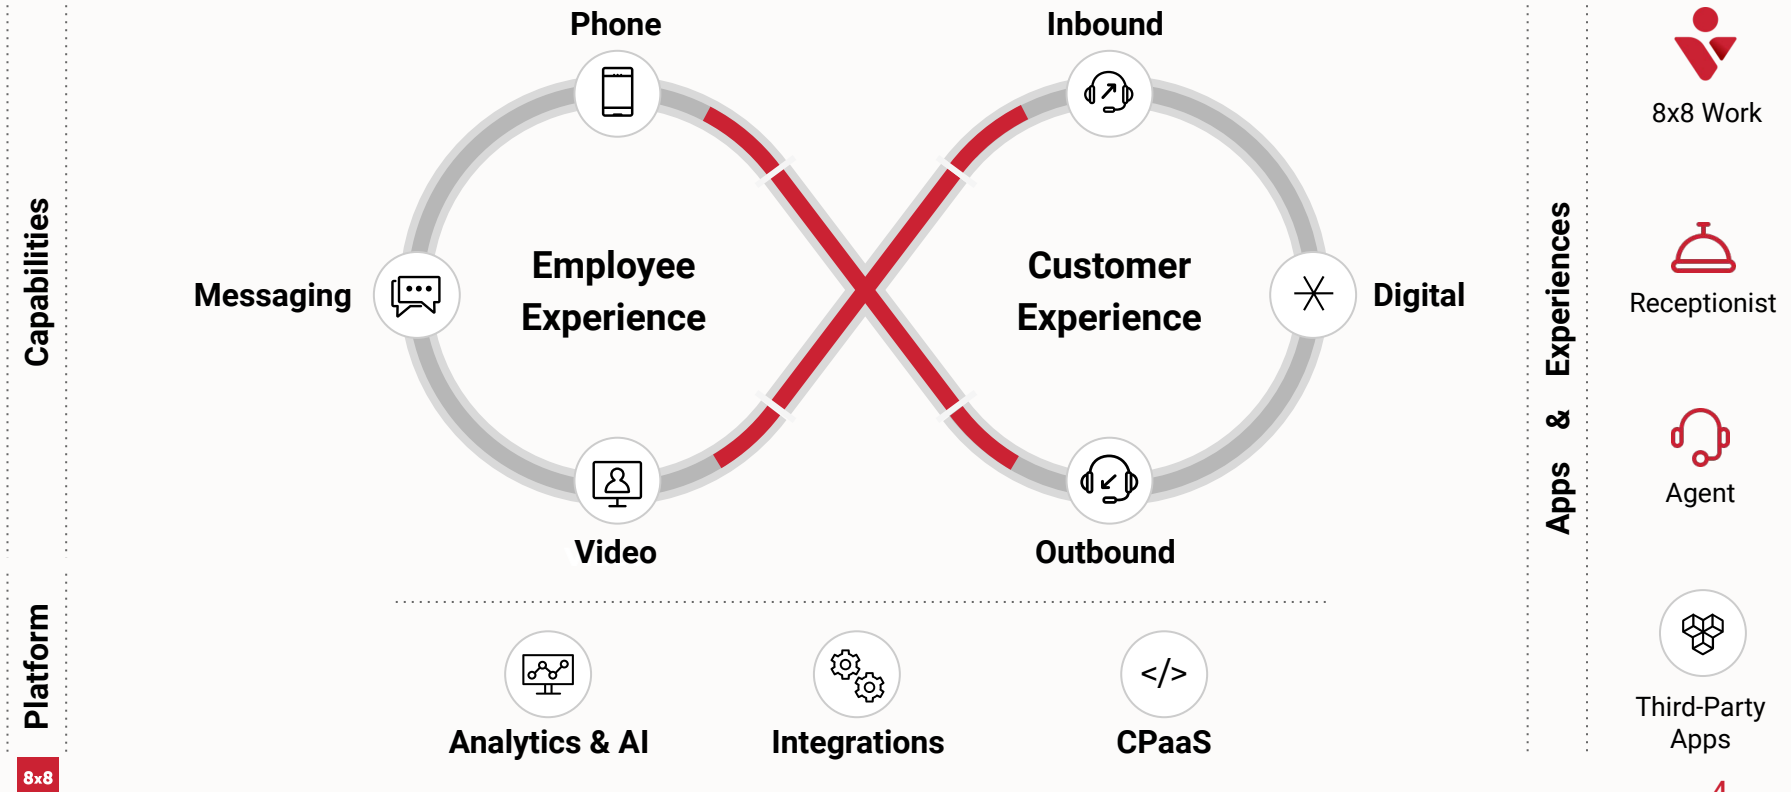 Phone
Inbound
8x8 Work
Capabilities
Messaging
Employee
Experience
Customer
Experience
Digital
Apps & Experiences
Receptionist
Agent
Video
Outbound
Platform
</>
Analytics & AI
Integrations
CPaaS
Third-Party
Apps
8x8
4